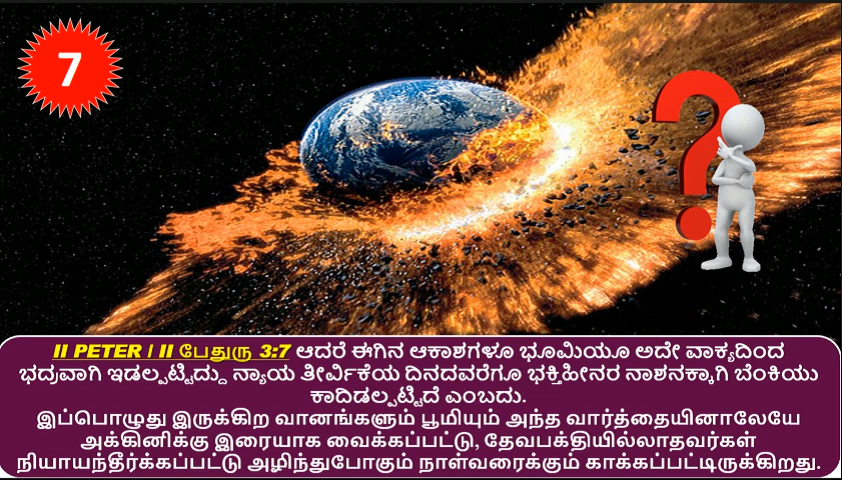 7
?
II PETER / II பேதுரு 3:7 ಆದರೆ ಈಗಿನ ಆಕಾಶಗಳೂ ಭೂಮಿಯೂ ಅದೇ ವಾಕ್ಯದಿಂದ
ಭದ್ರವಾಗಿ ಇಡಲ್ಪಟ್ಟಿದ್ದು ನ್ಯಾಯ ತೀರ್ವಿಕೆಯ ದಿನದವರೆಗೂ ಭಕ್ತಿಹೀನರ ನಾಶನಕ್ಕಾಗಿ ಬೆಂಕಿಯು
ಕಾದಿಡಲ್ಪಟ್ಟಿದೆ ಎಂಬದು.
இப்பொழுது இருக்கிற வானங்களும் பூமியும் அந்த வார்த்தையினாலேயே
அக்கினிக்கு இரையாக வைக்கப்பட்டு, தேவபக்தியில்லாதவர்கள்
நியாயந்தீர்க்கப்பட்டு அழிந்துபோகும் நாள்வரைக்கும் காக்கப்பட்டிருக்கிறது.